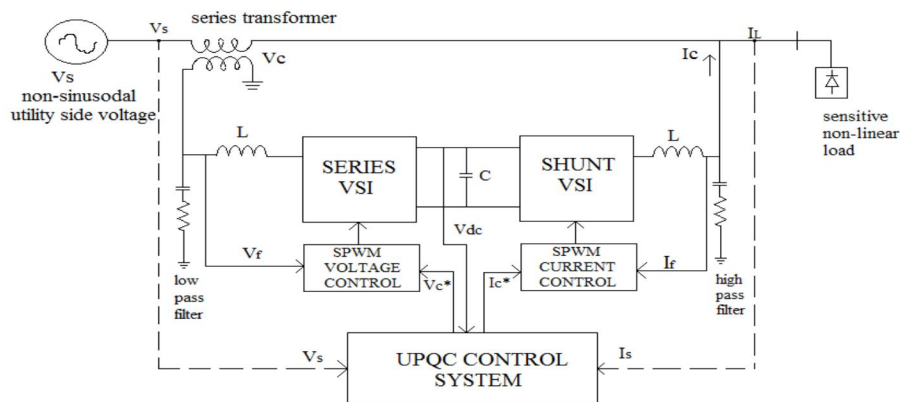 series transformer
Vs
Vc
IL
Ic
Vs
non-sinusodal
utility side voltage
sensitive
non-linear
load
L
L
SERIES
VSI
C
SHUNT
VSI
Vdc
Vf
SPWM
VOLTAGE
CONTROL
SPWM
CURRENT
CONTROL
If
Vc*
Ic*
low
pass
filter
high
pass
filter
Vs
UPQC CONTROL
SYSTEM
Is